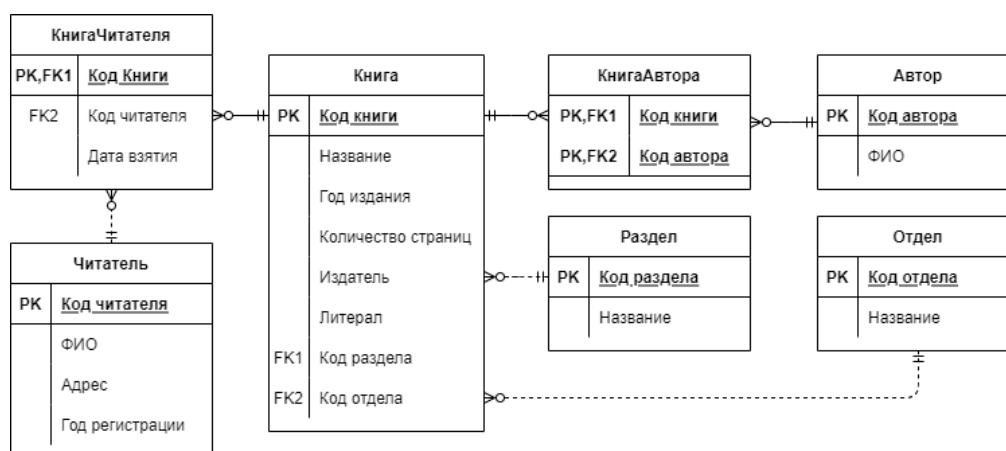 КнигаЧитателя
PK,FK1 Код Книги
FK2 Код читателя
Дата взятия
Читатель
PK Код читателя
ФИО
Адрес
Год регистрации
Книга
PK Код книги
Название
Год издания
Количество страниц
Издатель
Литерал
FK1 Код раздела
FK2 Код отдела
КнигаАвтора
PK,FK1 Код книги
PK,FK2 Код автора
Раздел
PK Код раздела
Название
Автор
PK Код автора
ФИО
Отдел
PK Код отдела
Название